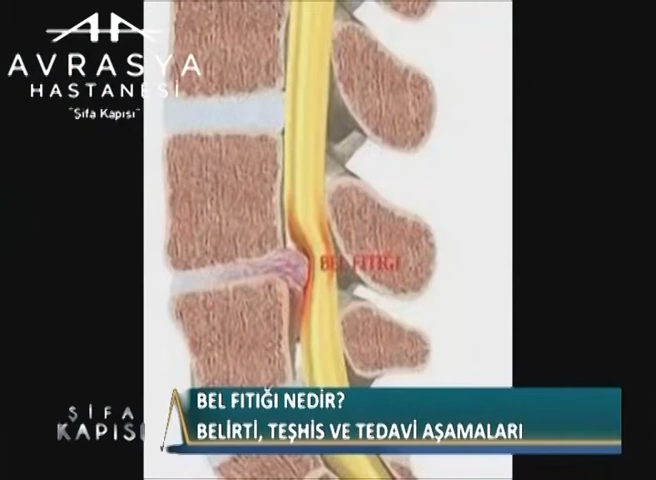 AVRASYA
HASTANESİ
"Şifa Kapısı"
BEL FITIĞI
BEL FITIĞI NEDİR?
BELİRTİ, TEŞHİS VE TEDAVİ AŞAMALARI
ŞİFA
KAPISI